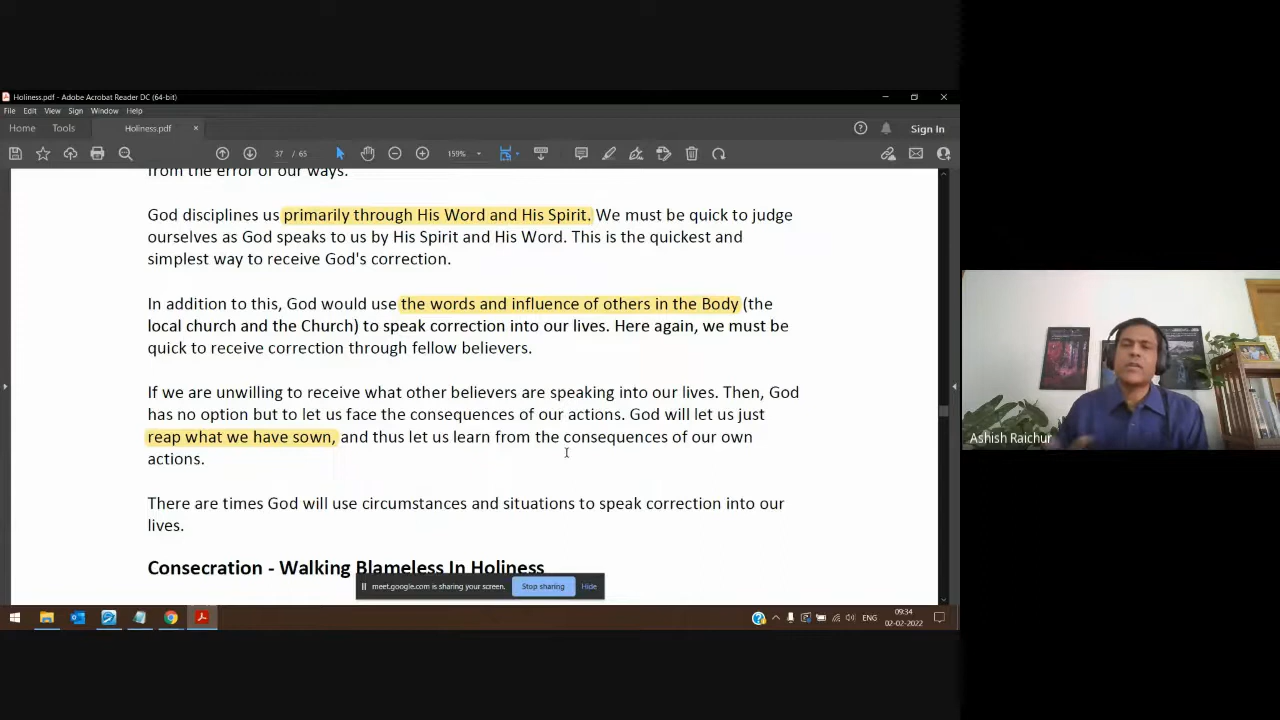 Holiness.pdf - Adobe Acrobat Reader DC (64-bit)
File Edit View Sign Window Help
Home Tools Holiness.pdf × Sign In
37 / 65 159%
from the error of our ways.
God disciplines us primarily through His Word and His Spirit. We must be quick to judge
ourselves as God speaks to us by His Spirit and His Word. This is the quickest and
simplest way to receive God's correction.
In addition to this, God would use the words and influence of others in the Body (the
local church and the Church) to speak correction into our lives. Here again, we must be
quick to receive correction through fellow believers.
If we are unwilling to receive what other believers are speaking into our lives. Then, God
has no option but to let us face the consequences of our actions. God will let us just
reap what we have sown, and thus let us learn from the consequences of our own
actions.
There are times God will use circumstances and situations to speak correction into our
lives.
Consecration - Walking Blameless In Holiness
meet.google.com is sharing your screen. Stop sharing Hide
ENG
09:34
02-02-2022
Ashish Raichur